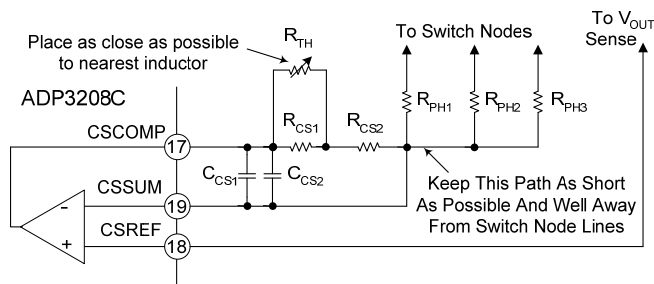 To V_OUT
Sense
To Switch Nodes
R_TH
Place as close as possible
to nearest inductor
ADP3208C
R_PH1
R_PH2
R_PH3
CSCOMP
17
R_CS1
R_CS2
C_CS1
C_CS2
CSSUM
19
Keep This Path As Short
As Possible And Well Away
From Switch Node Lines
-
+
CSREF
18